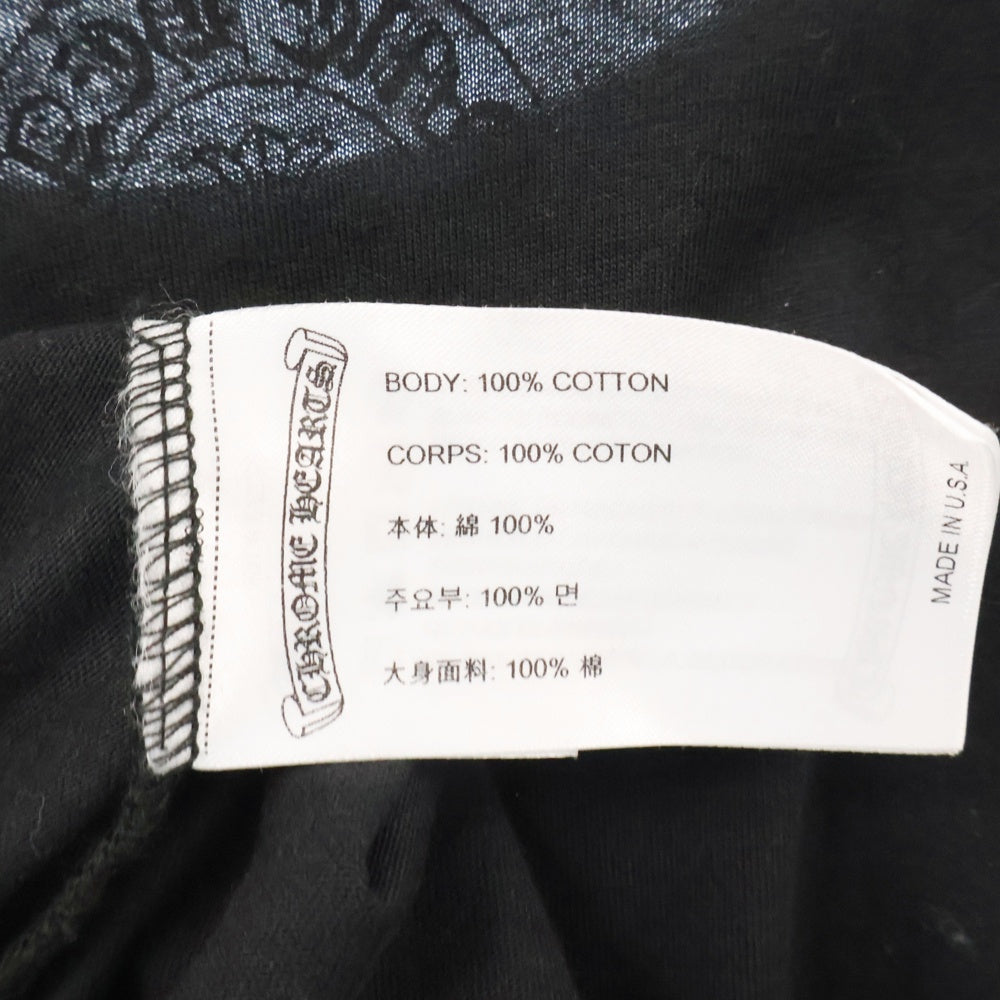 CHROME HEARTS
BODY: 100% COTTON
CORPS: 100% COTON
本体: 綿 100%
주요부: 100% 면
大身面料: 100% 棉
MADE IN U.S.A